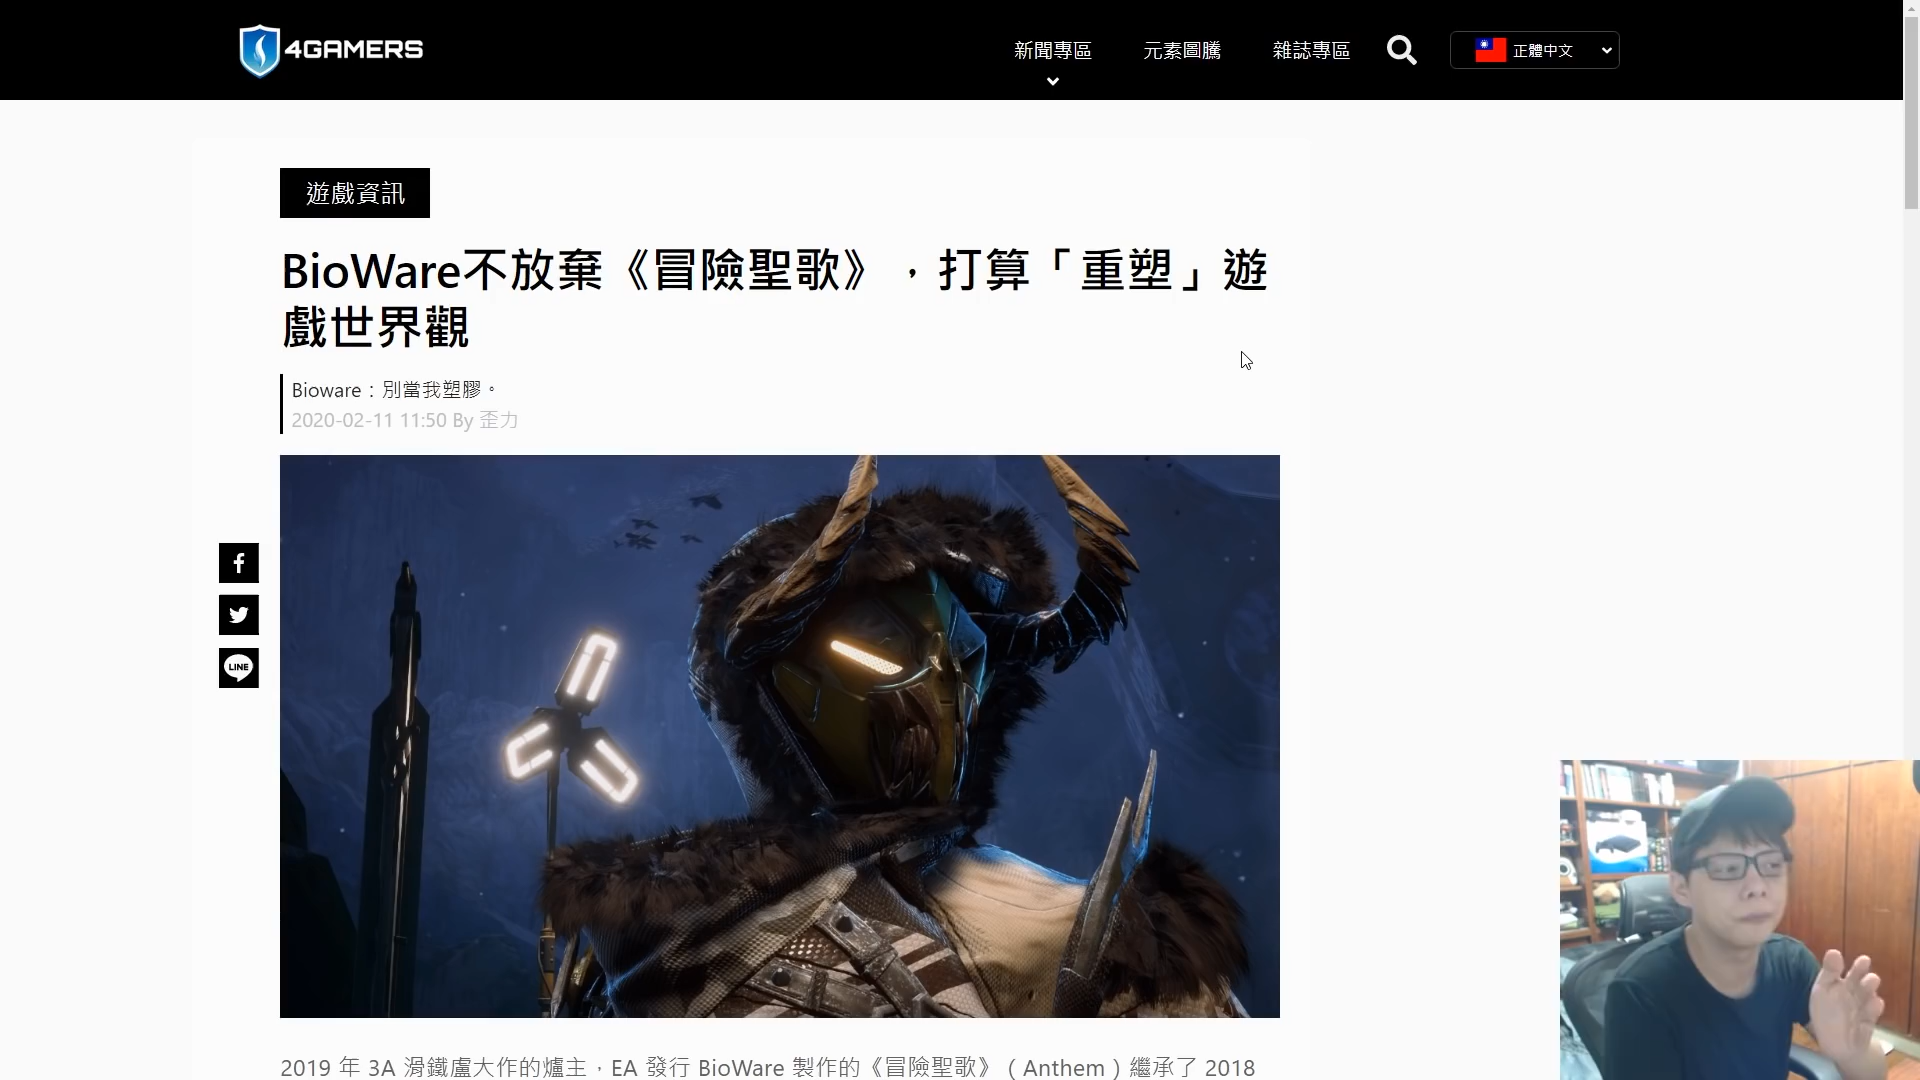 4GAMERS
新聞專區
元素圖騰
雜誌專區
正體中文
遊戲資訊
BioWare不放棄《冒險聖歌》，打算「重塑」遊
戲世界觀
Bioware：別當我塑膠。
2020-02-11 11:50 By 歪力
LINE
2019 年 3A 滑鐵盧大作的爐主，EA 發行 BioWare 製作的《冒險聖歌》（Anthem）繼承了 2018